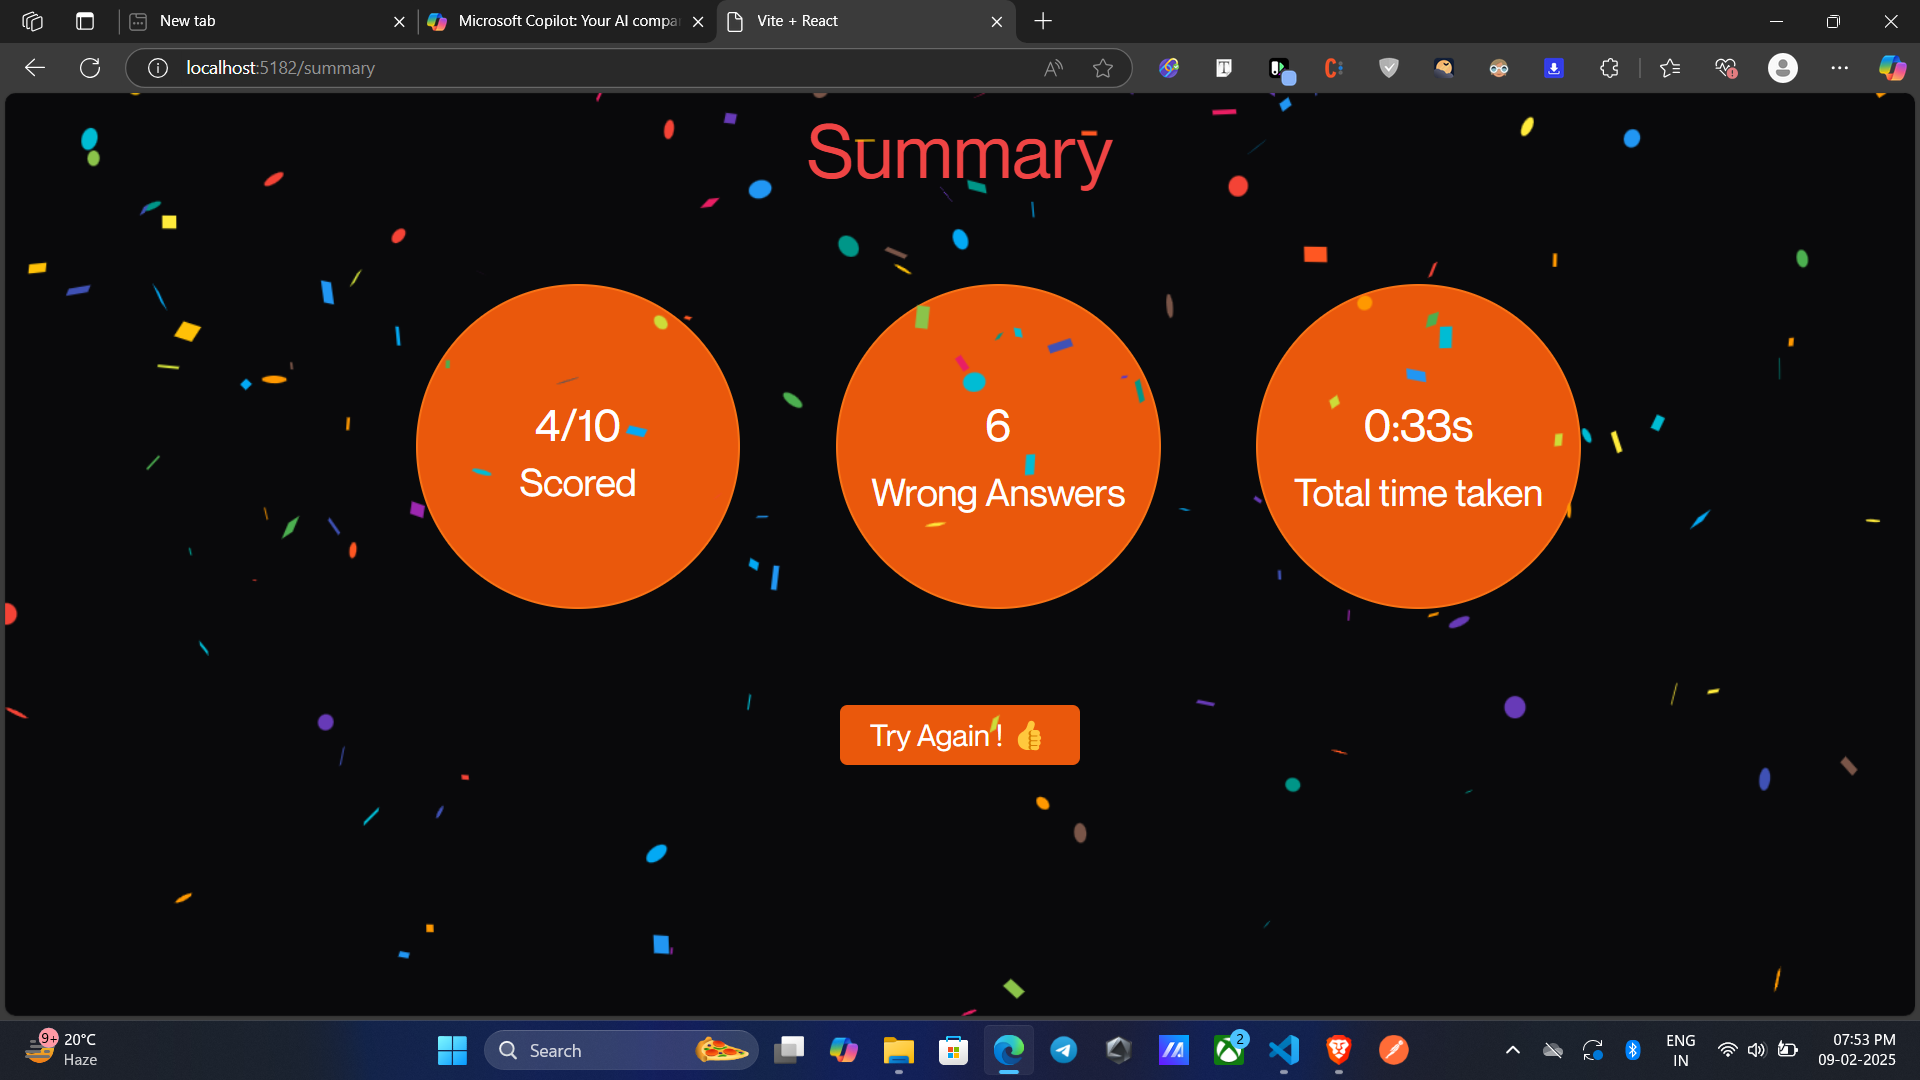 New tab
Microsoft Copilot: Your AI compa
Vite + React
localhost:5182/summary
Summary
4/10
Scored
6
Wrong Answers
0:33s
Total time taken
Try Again ! 👍
9+
20°C
Haze
Search
2
ENG
IN
07:53 PM
09-02-2025